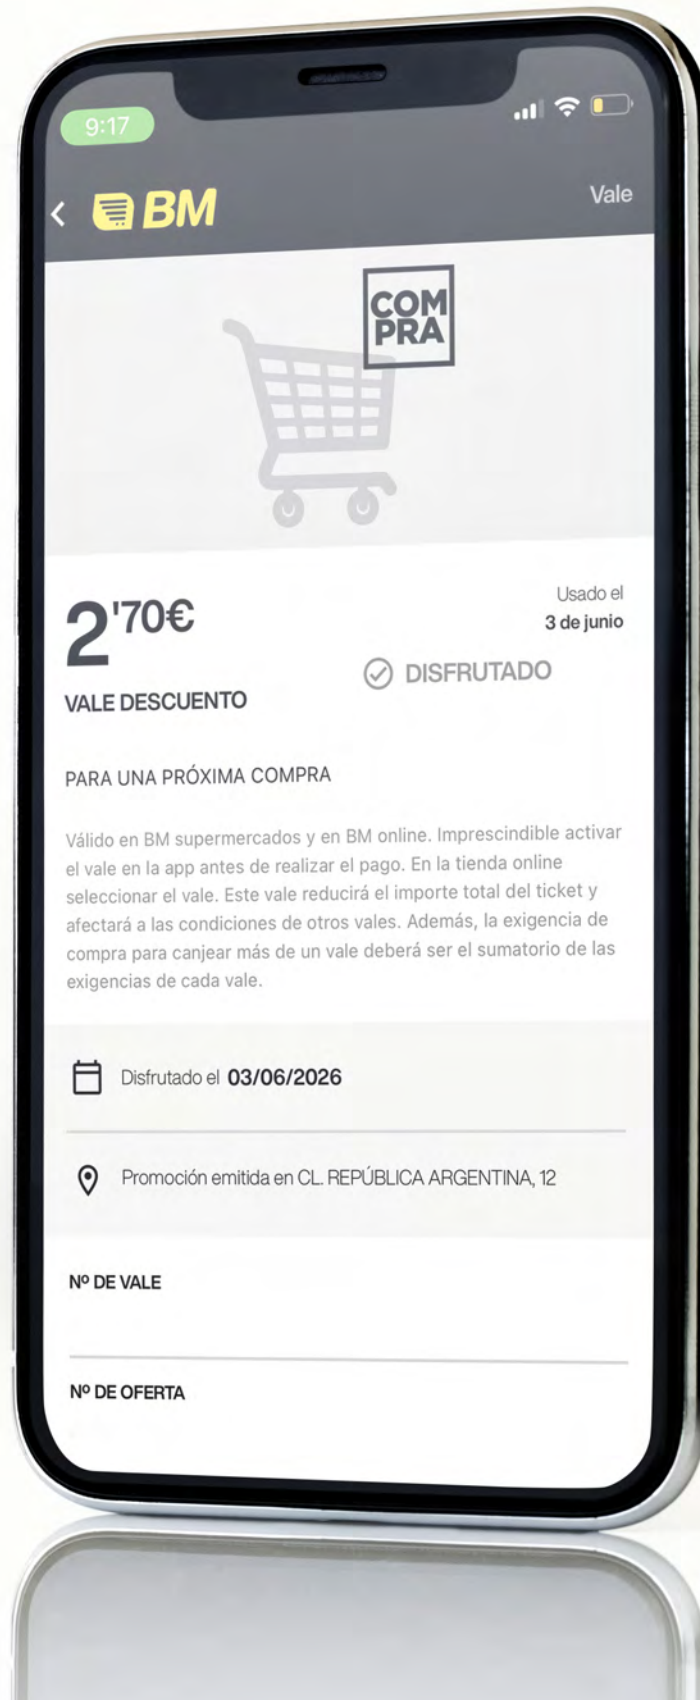 9:17
BM
Vale
COM
PRA
2'70€
Usado el
3 de junio
DISFRUTADO
VALE DESCUENTO
PARA UNA PRÓXIMA COMPRA
Válido en BM supermercados y en BM online. Imprescindible activar
el vale en la app antes de realizar el pago. En la tienda online
seleccionar el vale. Este vale reducirá el importe total del ticket y
afectará a las condiciones de otros vales. Además, la exigencia de
compra para canjear más de un vale deberá ser el sumatorio de las
exigencias de cada vale.
Disfrutado el 03/06/2026
Promoción emitida en CL. REPÚBLICA ARGENTINA, 12
Nº DE VALE
Nº DE OFERTA